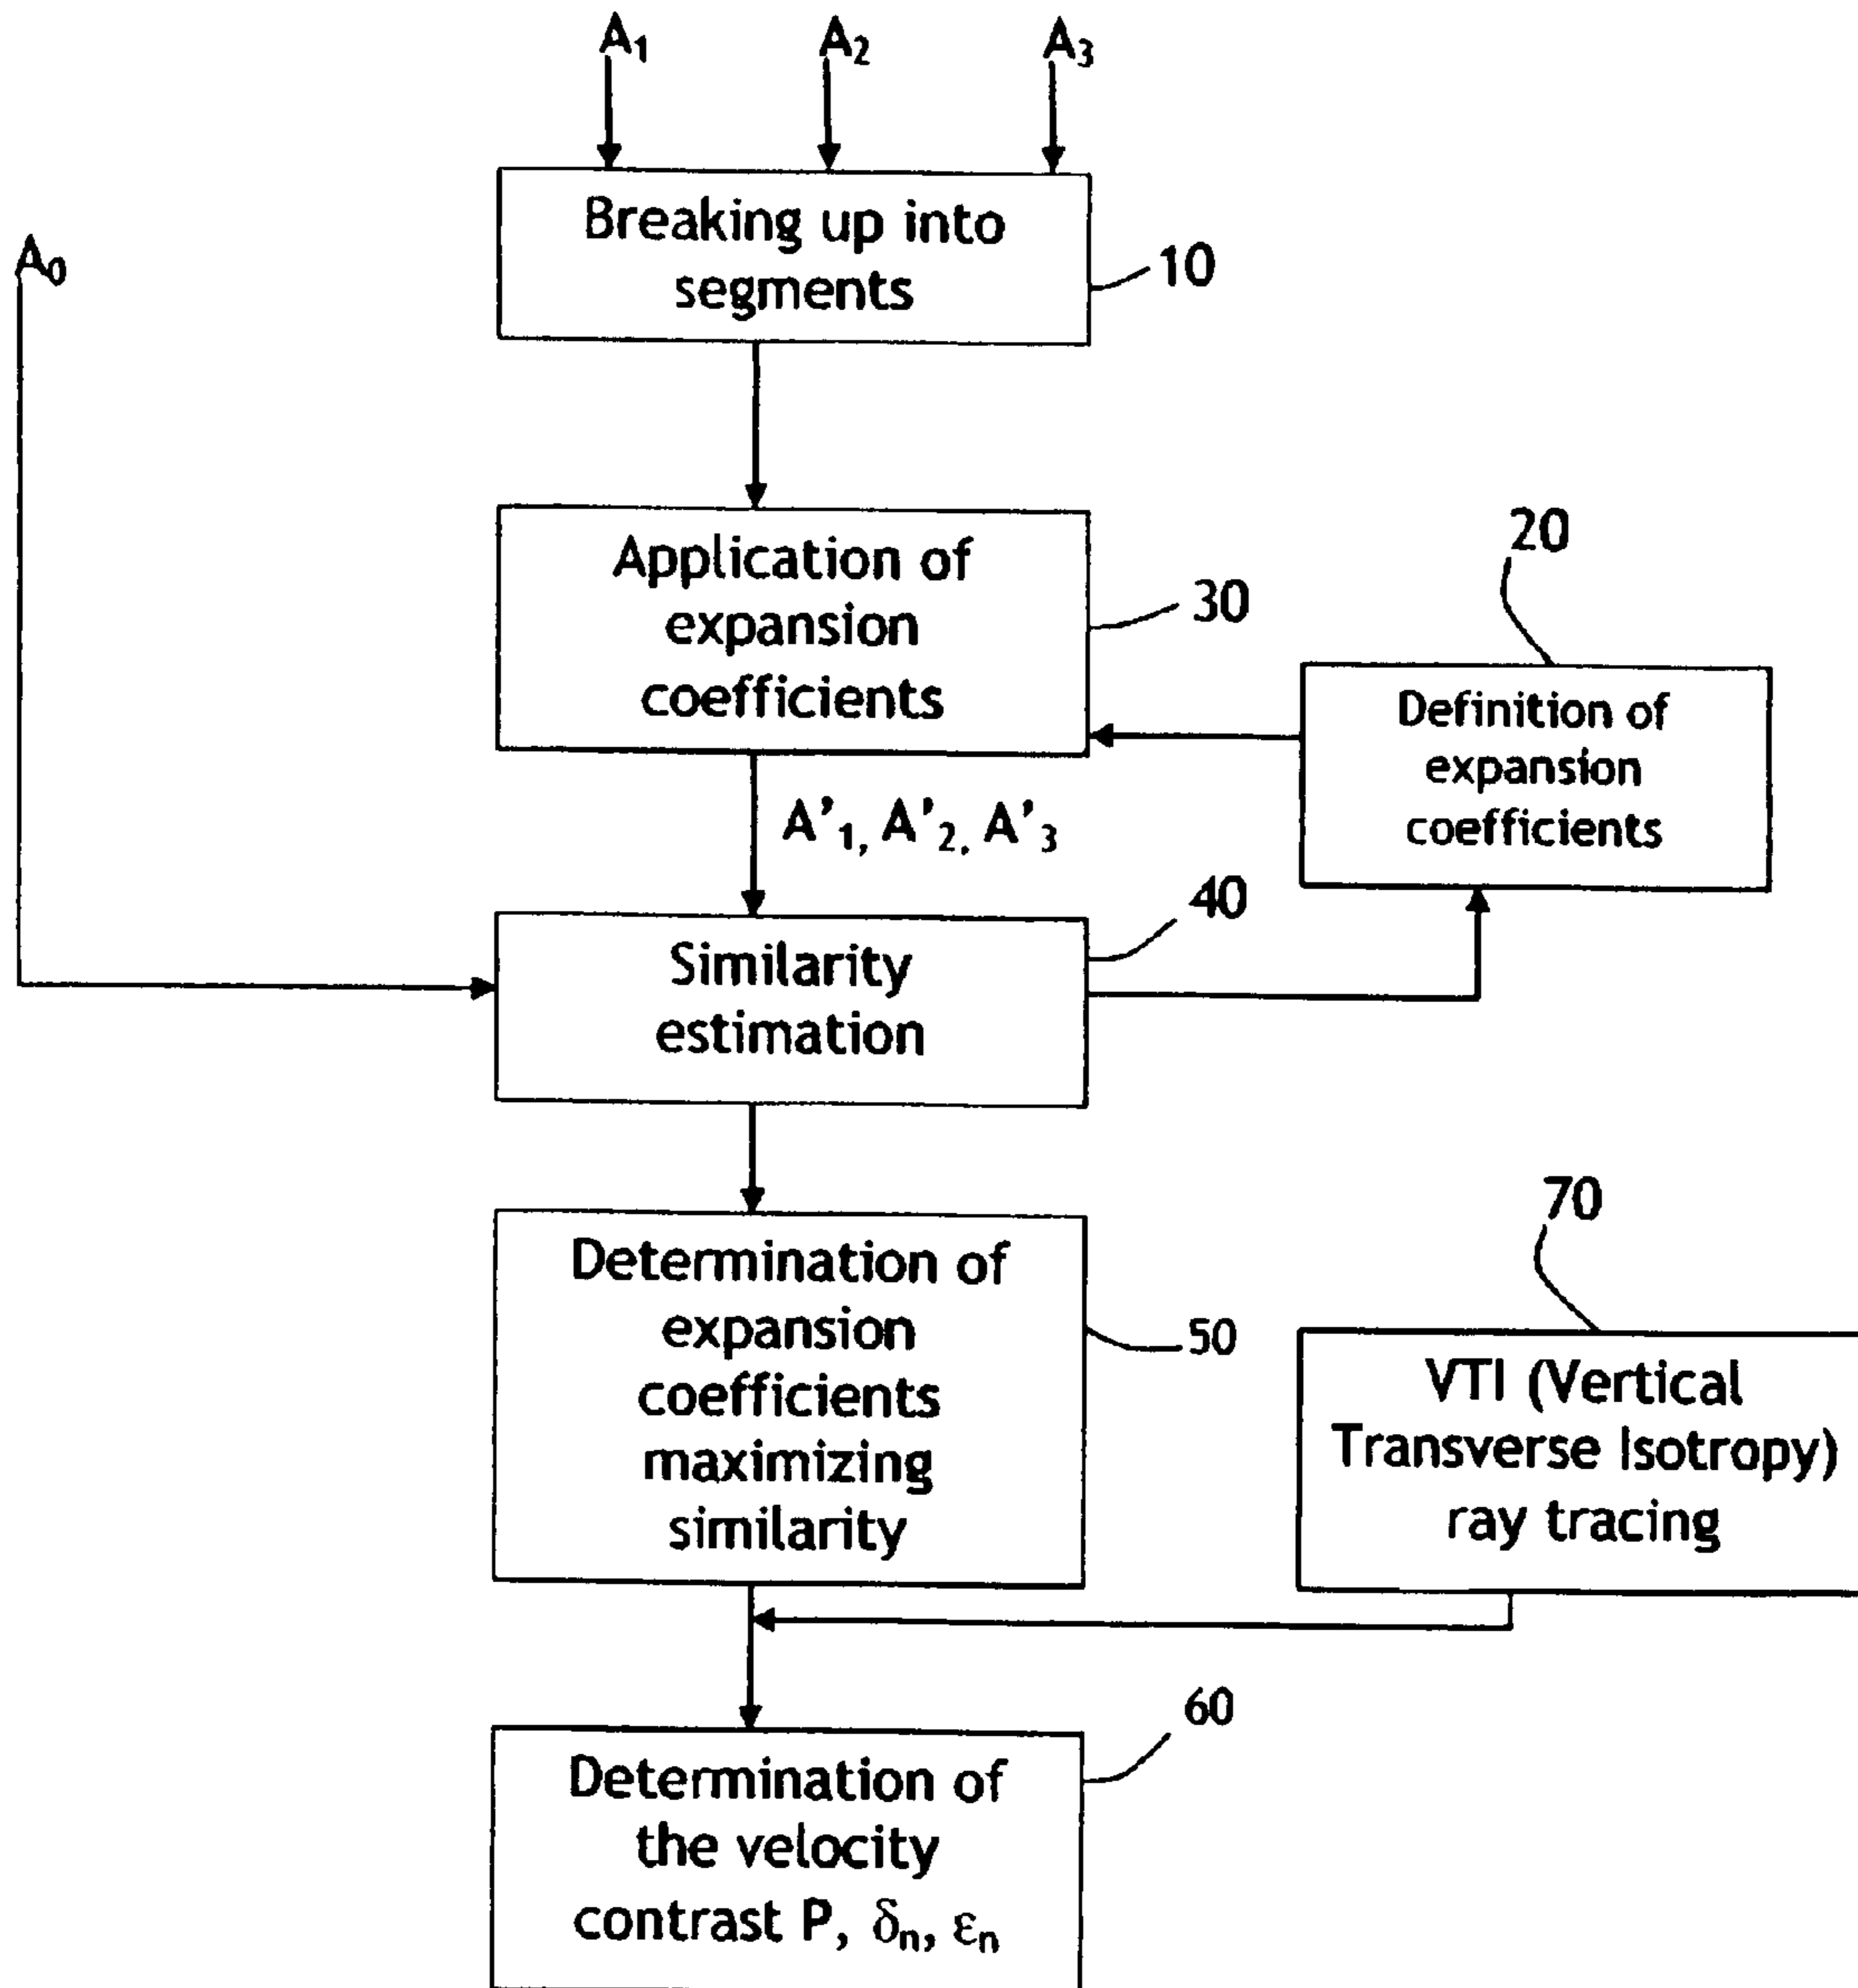 A₁ A₂ A₃
Breaking up into
segments
10
A₀
Application of
expansion
coefficients
30
20
Definition of
expansion
coefficients
A'₁, A'₂, A'₃
Similarity
estimation
40
Determination of
expansion
coefficients
maximizing
similarity
50
70
VTI (Vertical
Transverse Isotropy)
ray tracing
60
Determination of
the velocity
contrast P, δₙ, εₙ